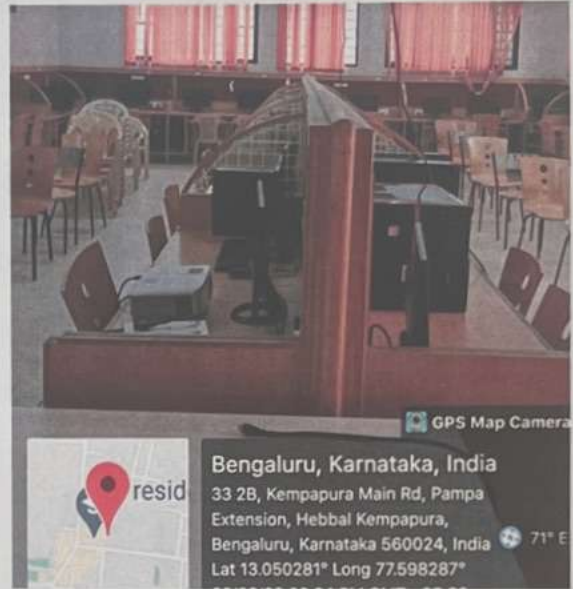 GPS Map Camera
resid
Bengaluru, Karnataka, India
33 2B, Kempapura Main Rd, Pampa
Extension, Hebbal Kempapura,
Bengaluru, Karnataka 560024, India
71° E
Lat 13.050281° Long 77.598287°